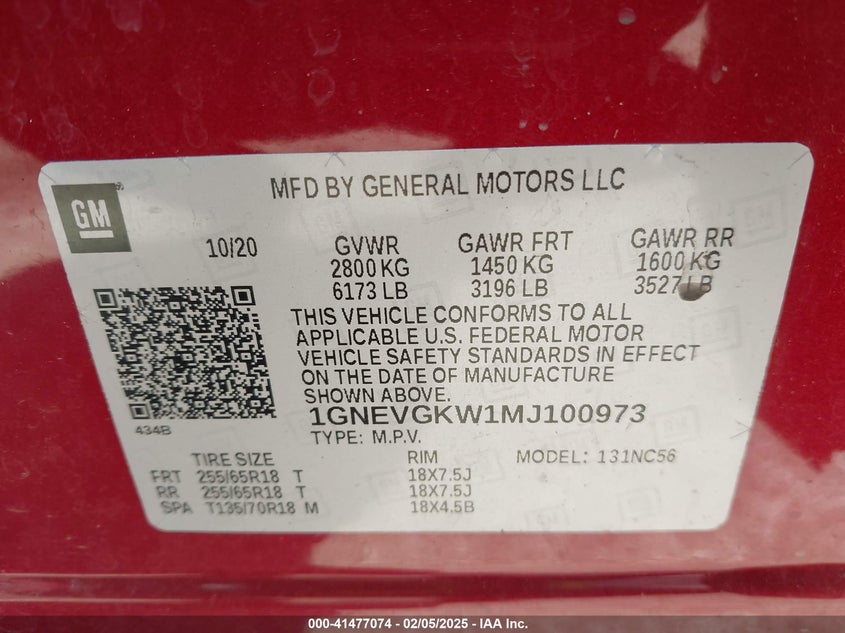 MFD BY GENERAL MOTORS LLC
GM
10/20
GVWR
2800 KG
6173 LB
GAWR FRT
1450 KG
3196 LB
GAWR RR
1600 KG
3527 LB
THIS VEHICLE CONFORMS TO ALL
APPLICABLE U.S. FEDERAL MOTOR
VEHICLE SAFETY STANDARDS IN EFFECT
ON THE DATE OF MANUFACTURE
SHOWN ABOVE.
434B
1GNEVGKW1MJ100973
TYPE: M.P.V.
TIRE SIZE RIM MODEL: 131NC56
FRT 255/65R18 T 18X7.5J
RR 255/65R18 T 18X7.5J
SPA T135/70R18 M 18X4.5B
000-41477074 - 02/05/2025 - IAA Inc.